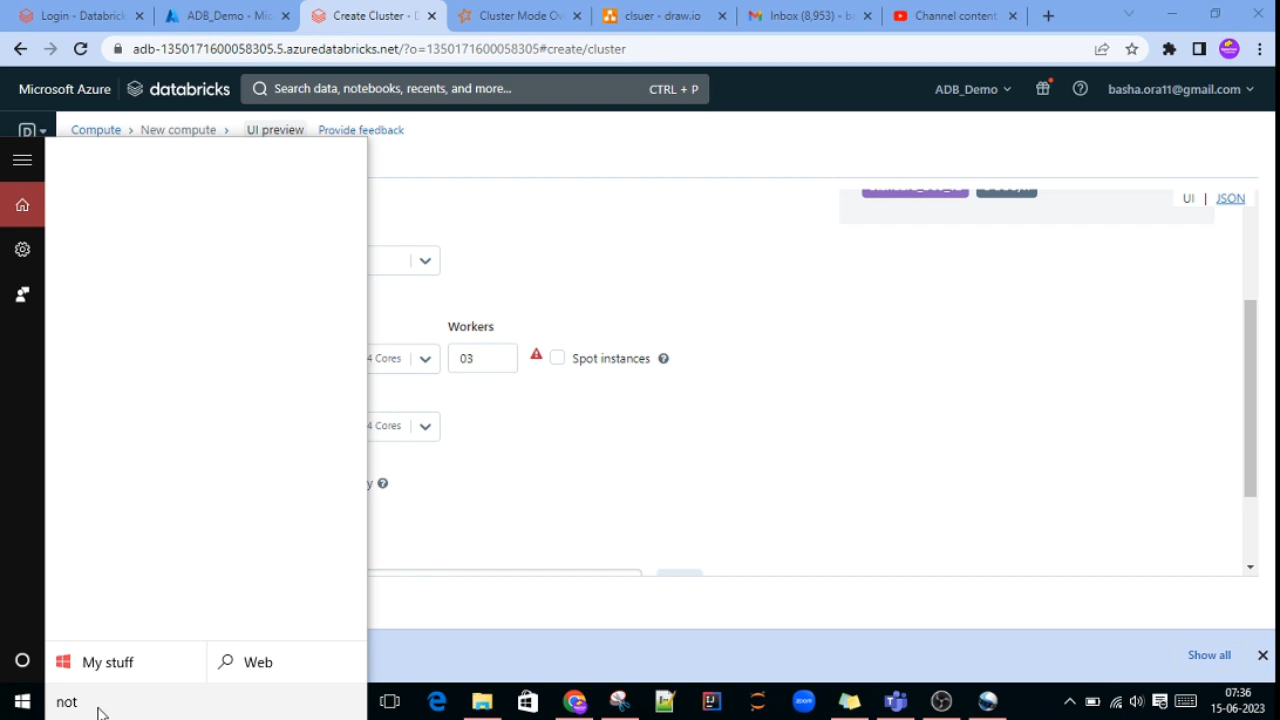 Login - Databrick
ADB_Demo - Mic
Create Cluster - D
Cluster Mode Ov
clsuer - draw.io
Inbox (8,953) - ba
Channel content
adb-1350171600058305.5.azuredatabricks.net/?o=1350171600058305#create/cluster
Microsoft Azure
databricks
Search data, notebooks, recents, and more...
CTRL + P
ADB_Demo
basha.ora11@gmail.com
Compute > New compute > UI preview Provide feedback
UI | JSON
Workers
4 Cores
03
Spot instances
4 Cores
y
Show all
My stuff
Web
not
07:36
15-06-2023